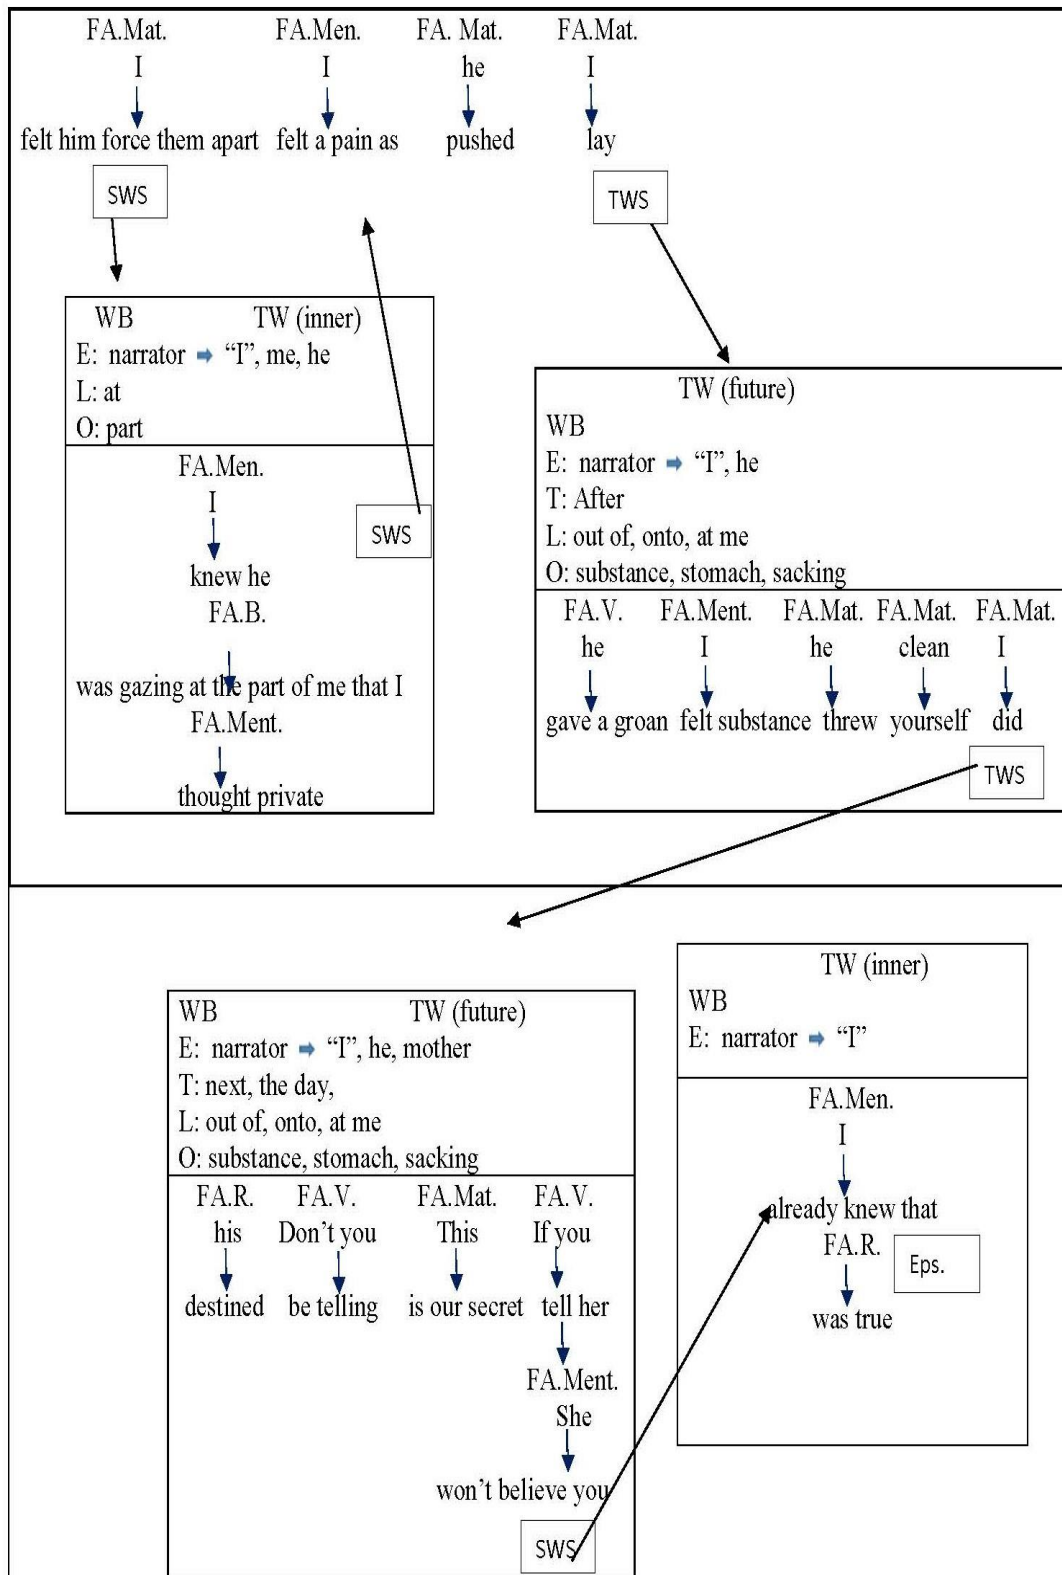 FA.Mat. FA.Men. FA. Mat. FA.Mat.
I I he I
felt him force them apart felt a pain as pushed lay
SWS
TWS
WB TW (inner)
E: narrator ➡ “I”, me, he
L: at
O: part
FA.Men.
I
SWS
knew he
FA.B.
was gazing at the part of me that I
FA.Ment.
thought private
TW (future)
WB
E: narrator ➡ “I”, he
T: After
L: out of, onto, at me
O: substance, stomach, sacking
FA.V. FA.Ment. FA.Mat. FA.Mat. FA.Mat.
he I he clean I
gave a groan felt substance threw yourself did
TWS
WB TW (future)
E: narrator ➡ “I”, he, mother
T: next, the day,
L: out of, onto, at me
O: substance, stomach, sacking
FA.R. FA.V. FA.Mat. FA.V.
his Don’t you This If you
destined be telling is our secret tell her
FA.Ment.
She
won’t believe you
SWS
TW (inner)
WB
E: narrator ➡ “I”
FA.Men.
I
already knew that
FA.R.
Eps.
was true